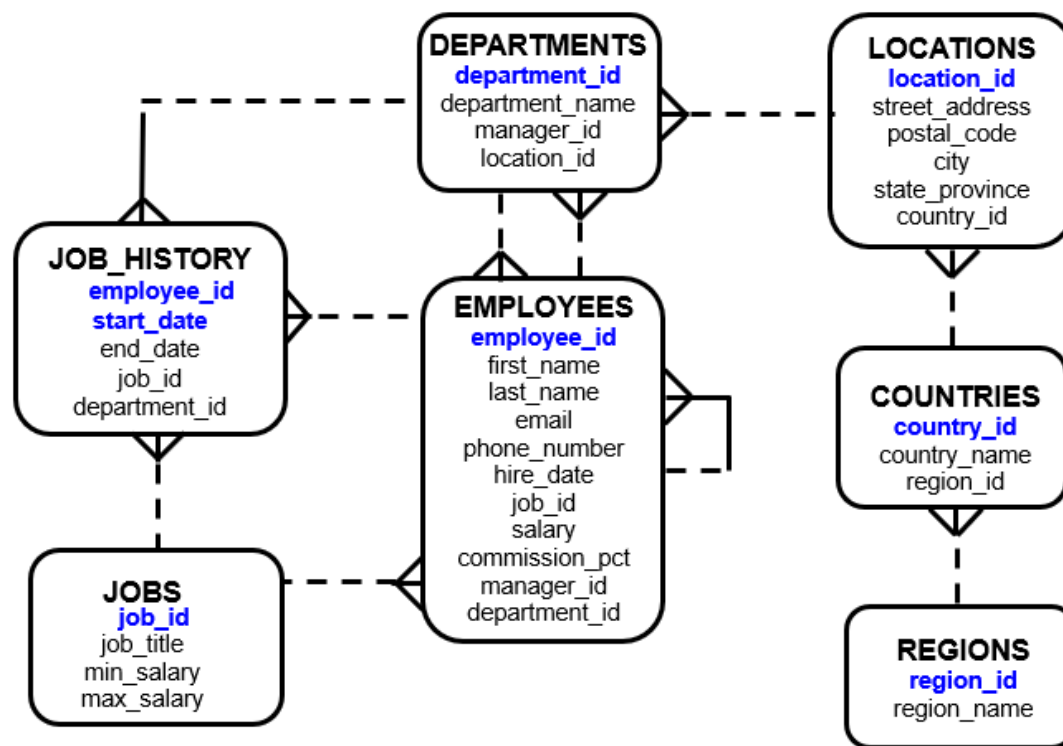 DEPARTMENTS
department_id
department_name
manager_id
location_id
LOCATIONS
location_id
street_address
postal_code
city
state_province
country_id
JOB_HISTORY
employee_id
start_date
end_date
job_id
department_id
EMPLOYEES
employee_id
first_name
last_name
email
phone_number
hire_date
job_id
salary
commission_pct
manager_id
department_id
COUNTRIES
country_id
country_name
region_id
JOBS
job_id
job_title
min_salary
max_salary
REGIONS
region_id
region_name